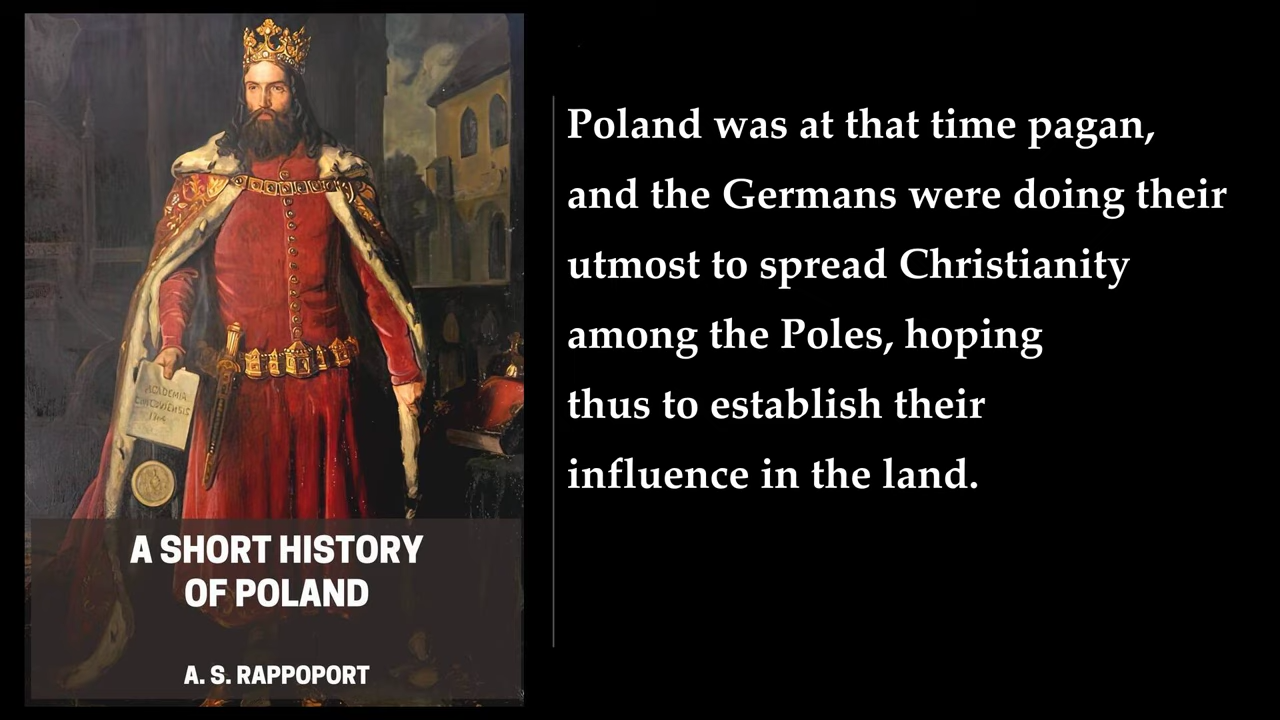 ACADEMIA
A SHORT HISTORY
OF POLAND
A. S. RAPPOPORT
Poland was at that time pagan,
and the Germans were doing their
utmost to spread Christianity
among the Poles, hoping
thus to establish their
influence in the land.